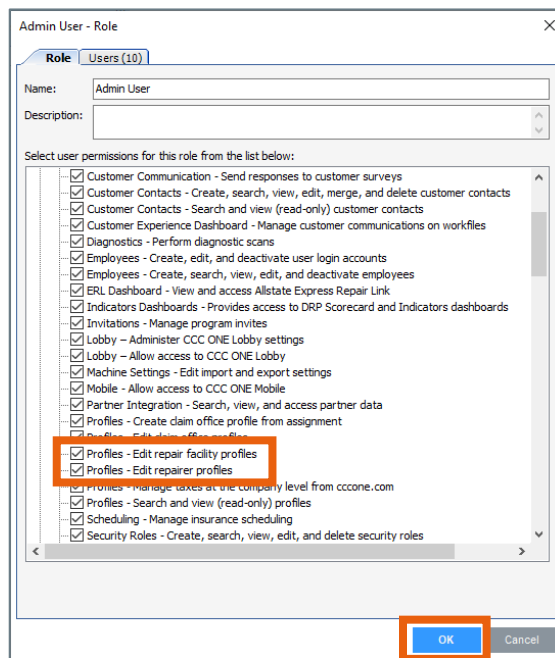 Admin User - Role
Role Users (10)
Name: Admin User
Description:
Select user permissions for this role from the list below:
Customer Communication - Send responses to customer surveys
Customer Contacts - Create, search, view, edit, merge, and delete customer contacts
Customer Contacts - Search and view (read-only) customer contacts
Customer Experience Dashboard - Manage customer communications on workfiles
Diagnostics - Perform diagnostic scans
Employees - Create, edit, and deactivate user login accounts
Employees - Create, search, view, edit, and deactivate employees
ERL Dashboard - View and access Allstate Express Repair Link
Indicators Dashboards - Provides access to DRP Scorecard and Indicators dashboards
Invitations - Manage program invites
Lobby – Administer CCC ONE Lobby settings
Lobby – Allow access to CCC ONE Lobby
Machine Settings - Edit import and export settings
Mobile - Allow access to CCC ONE Mobile
Partner Integration - Search, view, and access partner data
Profiles - Create claim office profile from assignment
Profiles - Edit claim office profiles
Profiles - Edit repair facility profiles
Profiles - Edit repairer profiles
Profiles - Manage taxes at the company level from cccone.com
Profiles - Search and view (read-only) profiles
Scheduling - Manage insurance scheduling
Security Roles - Create, search, view, edit, and delete security roles
OK Cancel